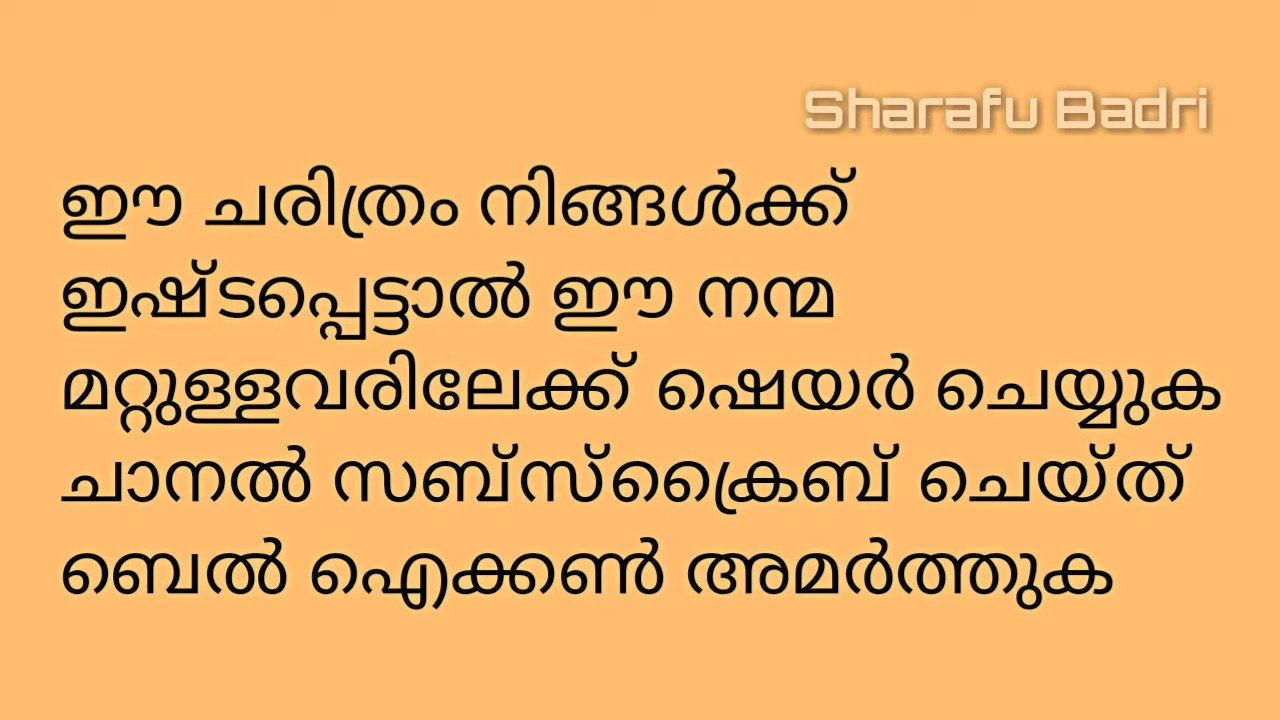 Sharafu Badri
ഈ ചരിത്രം നിങ്ങൾക്ക്
ഇഷ്ടപ്പെട്ടാൽ ഈ നന്മ
മറ്റുള്ളവരിലേക്ക് ഷെയർ ചെയ്യുക
ചാനൽ സബ്സ്ക്രൈബ് ചെയ്ത്
ബെൽ ഐക്കൺ അമർത്തുക